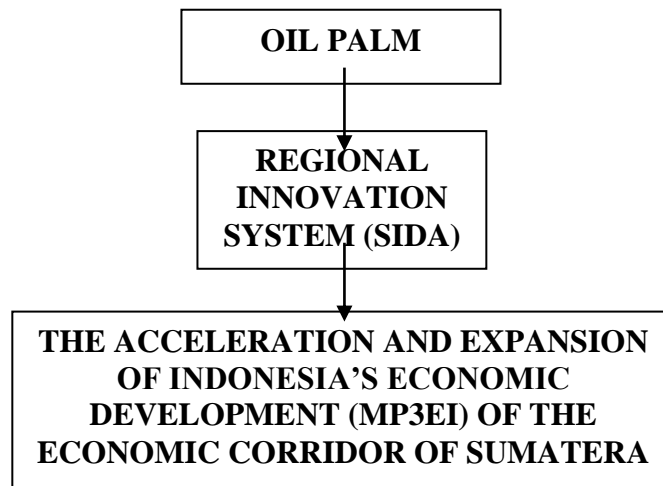 OIL PALM
REGIONAL
INNOVATION
SYSTEM (SIDA)
THE ACCELERATION AND EXPANSION
OF INDONESIA’S ECONOMIC
DEVELOPMENT (MP3EI) OF THE
ECONOMIC CORRIDOR OF SUMATERA